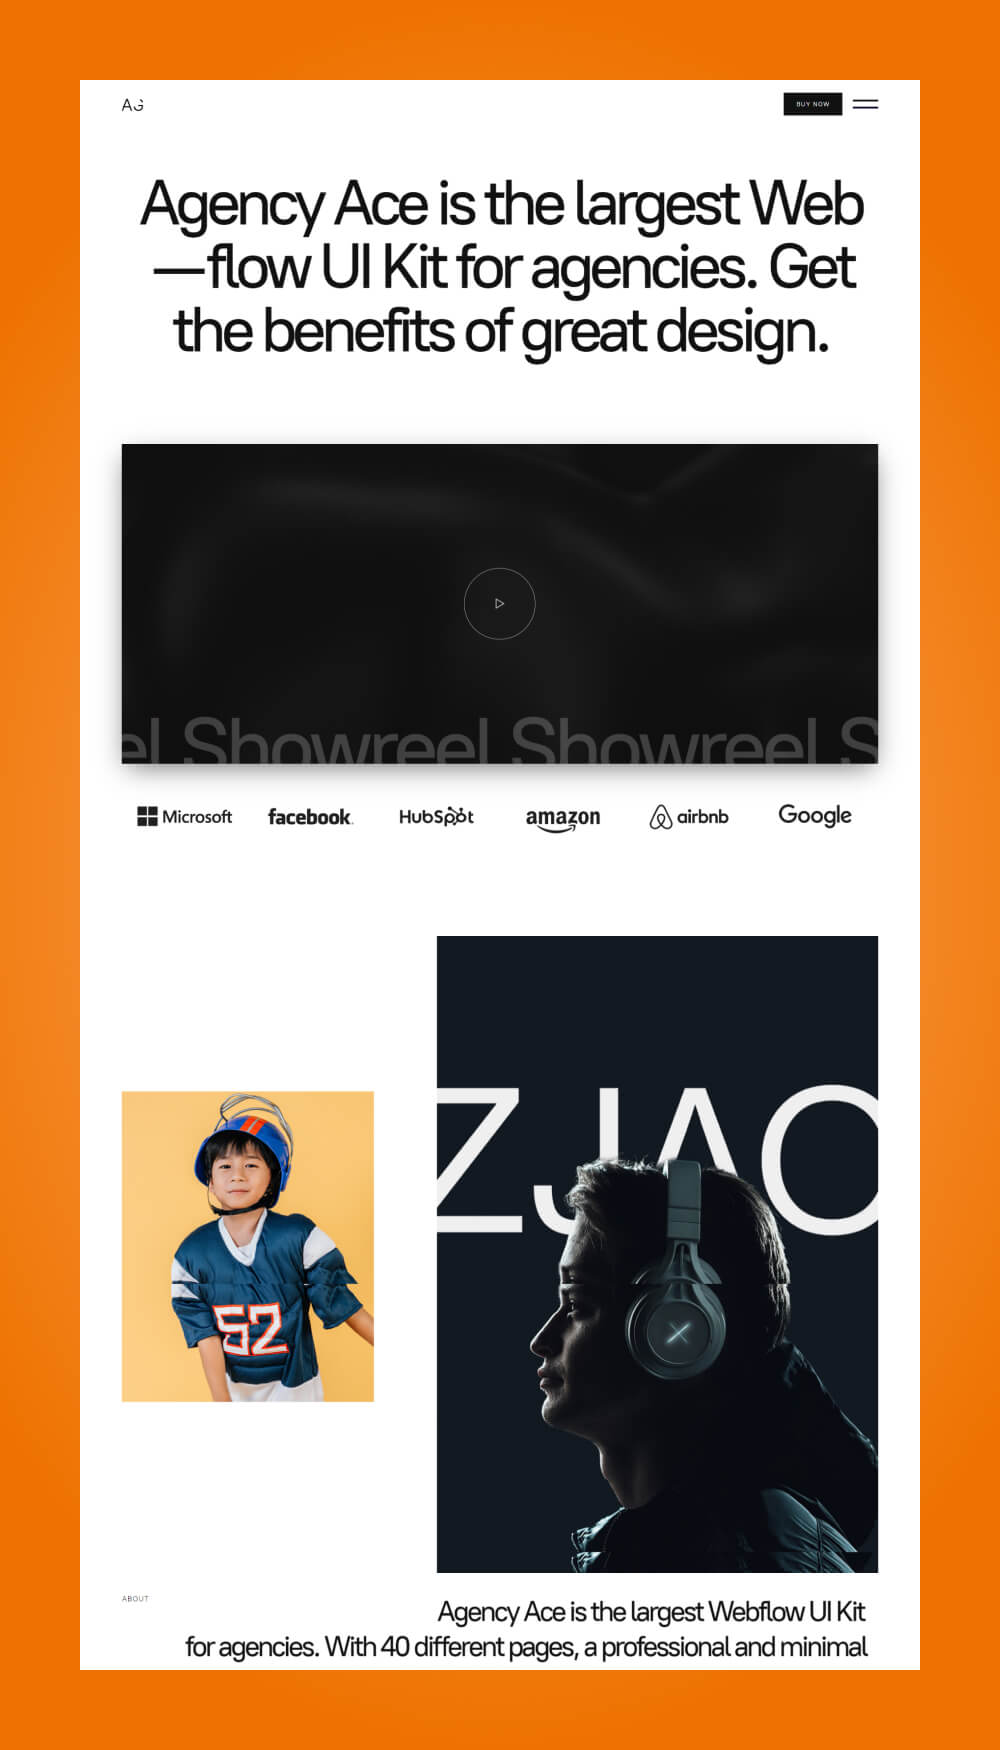 AG
BUY NOW
Agency Ace is the largest Web
—flow UI Kit for agencies. Get
the benefits of great design.
el Showreel Showreel S
Microsoft
facebook.
HubSpot
amazon
airbnb
Google
ZJAC
52
X
ABOUT
Agency Ace is the largest Webflow UI Kit
for agencies. With 40 different pages, a professional and minimal